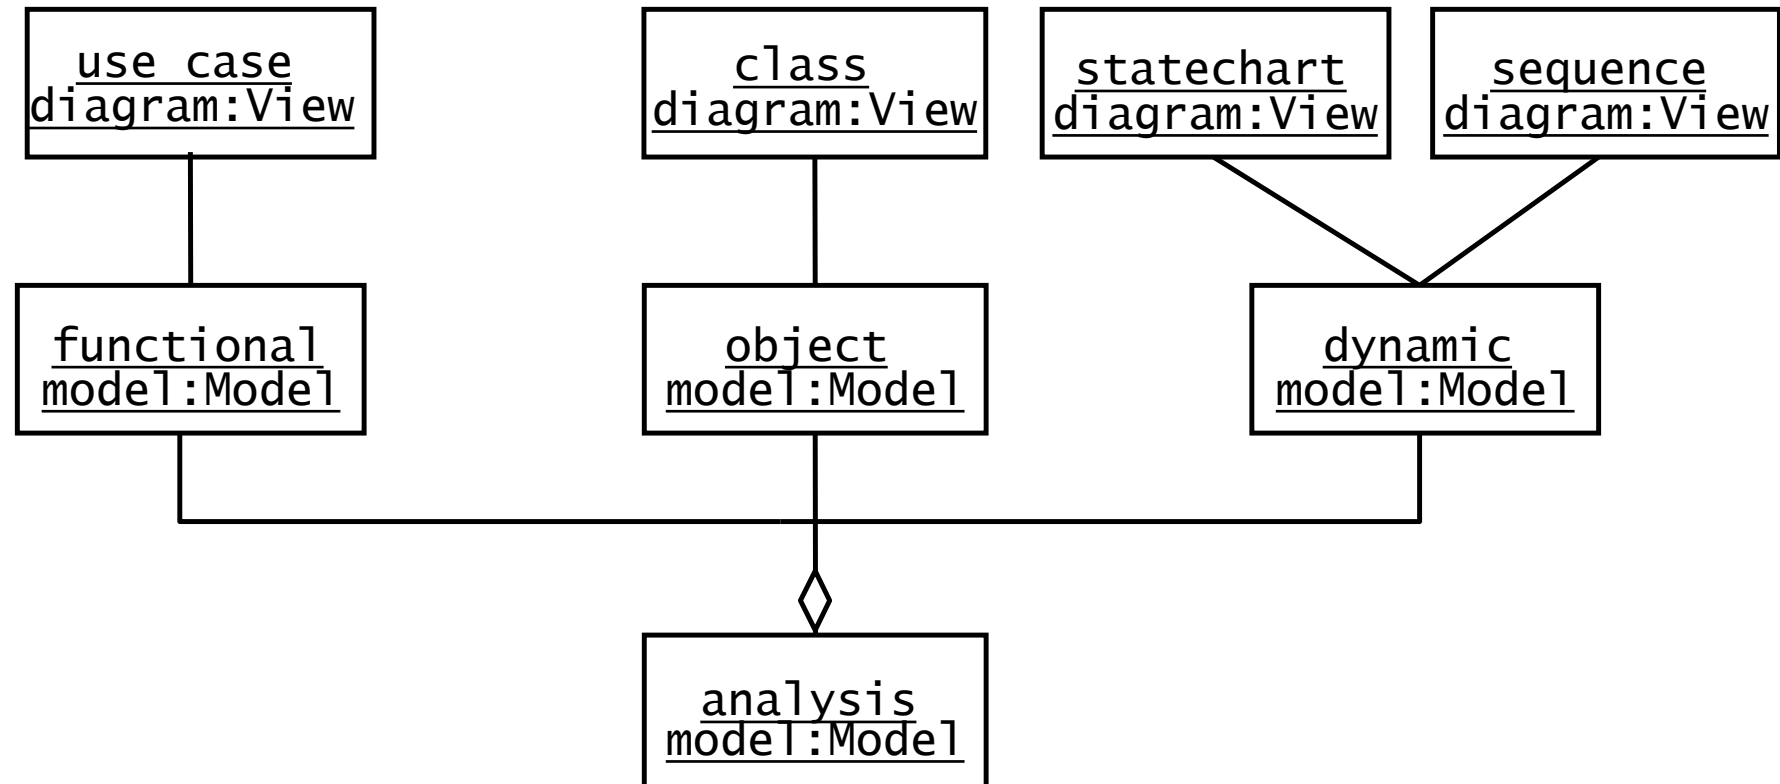 use case
diagram:View
class
diagram:View
statechart
diagram:View
sequence
diagram:View
functional
model:Model
object
model:Model
dynamic
model:Model
analysis
model:Model